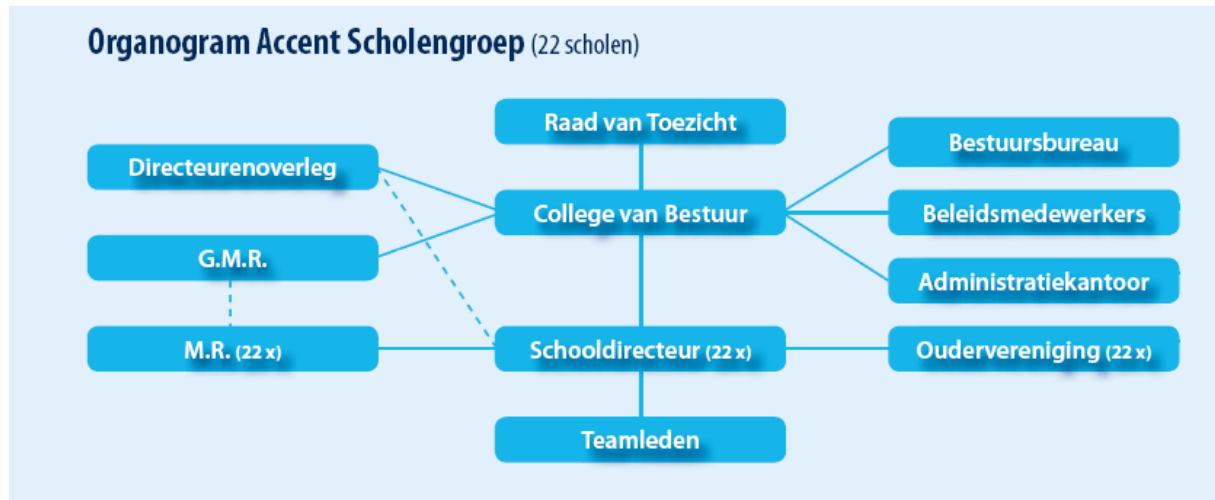 Organogram Accent Scholengroep (22 scholen)
Raad van Toezicht
Directeurenoverleg
Bestuursbureau
College van Bestuur
Beleidsmedewerkers
G.M.R.
Administratiekantoor
M.R. (22 x)
Schooldirecteur (22 x)
Oudervereniging (22 x)
Teamleden